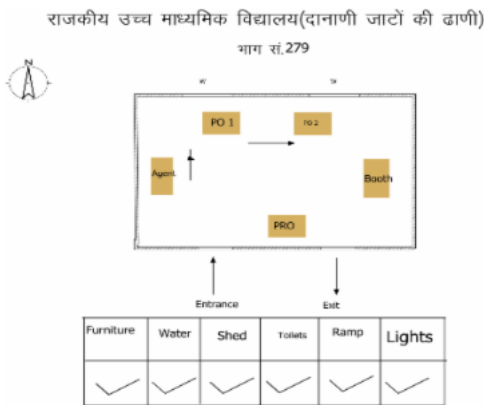 राजकीय उच्च माध्यमिक विद्यालय(दानाणी जाटों की ढाणी)
भाग सं.279
N
PO 1
PO 2
Agent
Booth
PRO
Entrance
Exit
Furniture
Water
Shed
Toilets
Ramp
Lights